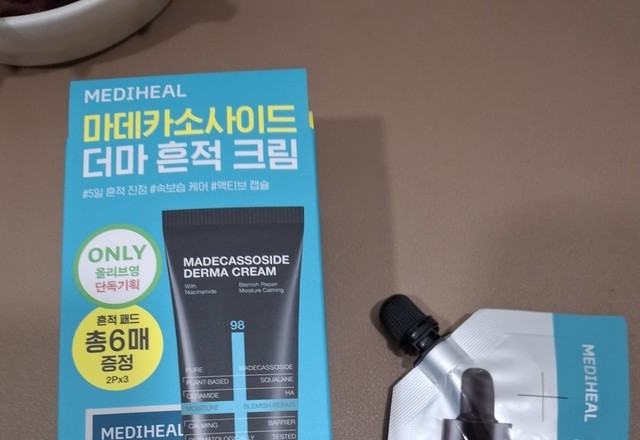 MEDIHEAL
마데카소사이드
더마 흔적 크림
#5일 흔적 진정 #속보습 케어 #액티브 캡슐
ONLY
올리브영
단독기획
흔적 패드
총6매
증정
2Px3
MADECASSOSIDE
DERMA CREAM
With
Niacinamide
Blemish Repair
Moisture Calming
98
PURE MADECASSOSIDE
PLANT-BASED SQUALANE
CERAMIDE HA
MOISTURE BLEMISH REPAIR
CALMING BARRIER
DERMATOLOGICALLY TESTED
MEDIHEAL
MEDIHEAL